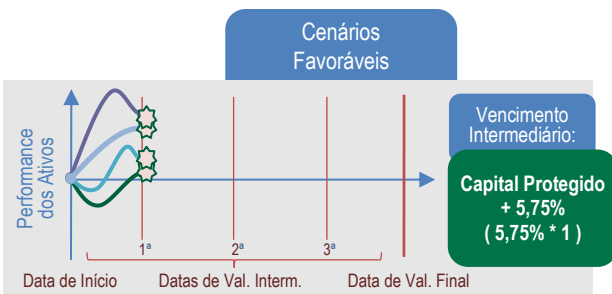 Cenários
Favoráveis
Performance
dos Ativos
Vencimento
Intermediário:
Capital Protegido
+ 5,75%
( 5,75% * 1 )
1ª
2ª
3ª
Data de Início
Datas de Val. Interm.
Data de Val. Final